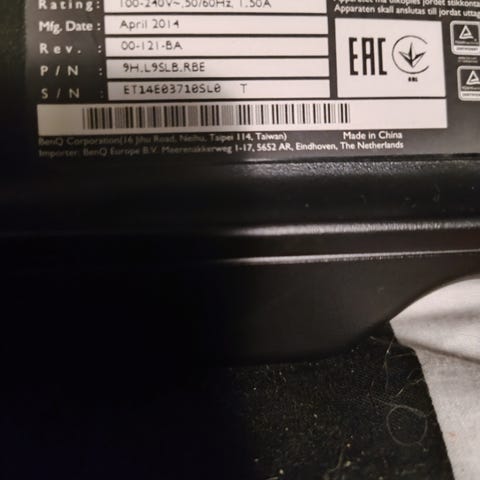 Rating: 100-240V~,50/60Hz, 1.50A
Mfg. Date: April 2014
Rev. : 00-121-BA
P/N : 9H.L9SLB.RBE
S/N : ET14E03710SL0 T
BenQ Corporation(16 Jihu Road, Neihu, Taipei 114, Taiwan) Made in China
Importer: BenQ Europe B.V. Meerenakkerweg 1-17, 5652 AR, Eindhoven, The Netherlands
Apparaten skall anslutas till jordat uttag
EAC